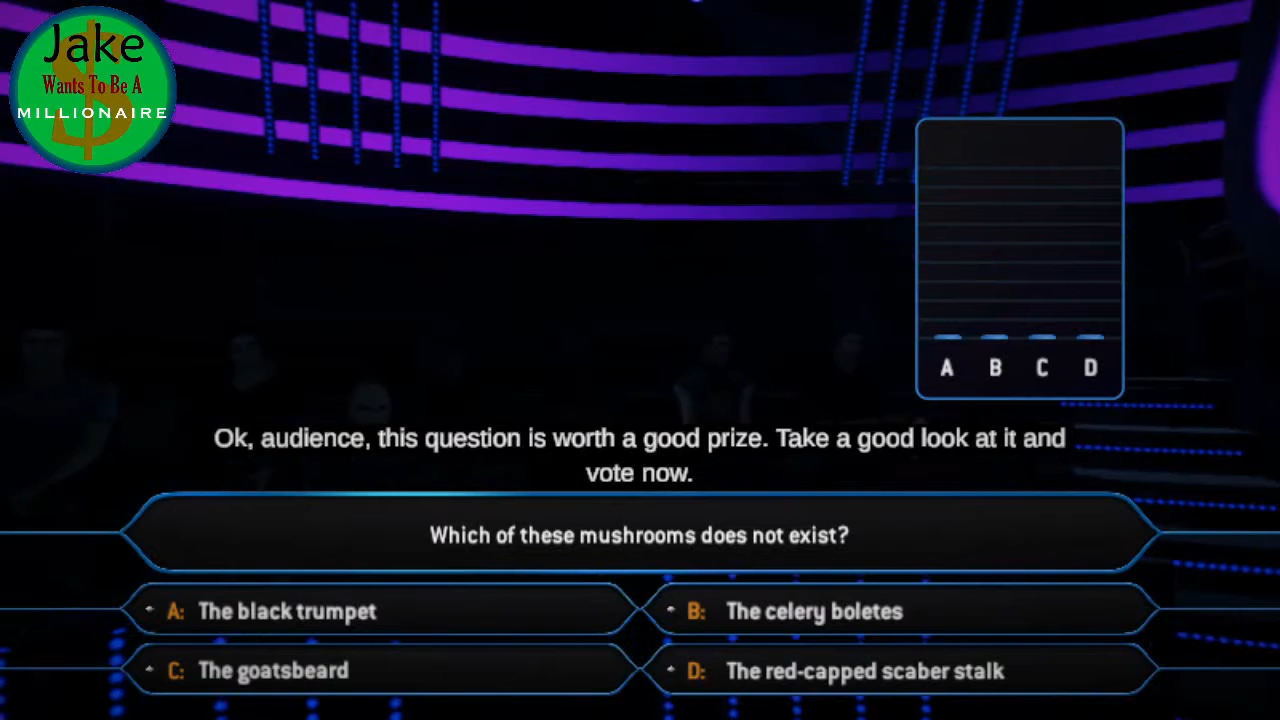 Jake
Wants To Be A
MILLIONAIRE
$
A B C D
Ok, audience, this question is worth a good prize. Take a good look at it and
vote now.
Which of these mushrooms does not exist?
A: The black trumpet
B: The celery boletes
C: The goatsbeard
D: The red-capped scaber stalk